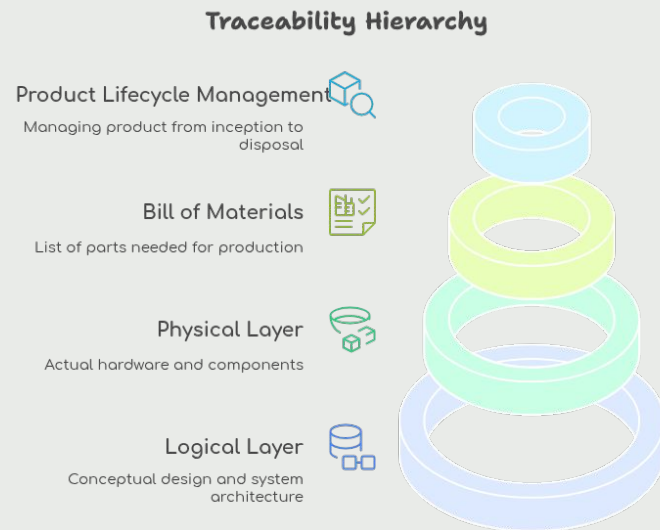 Traceability Hierarchy
Product Lifecycle Management
Managing product from inception to
disposal
Bill of Materials
List of parts needed for production
Physical Layer
Actual hardware and components
Logical Layer
Conceptual design and system
architecture